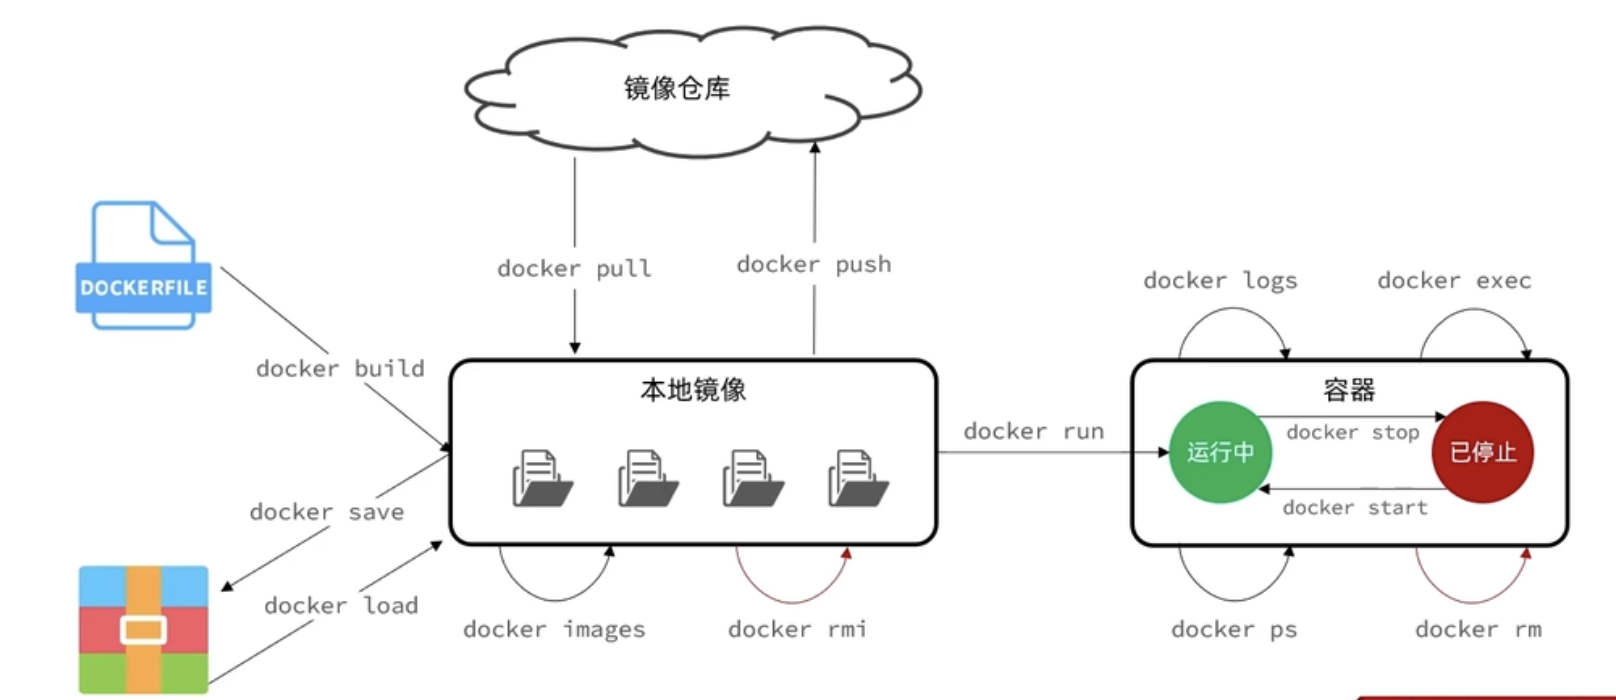 镜像仓库
docker pull
docker push
DOCKERFILE
docker build
docker save
docker load
本地镜像
docker images
docker rmi
docker run
docker logs
docker exec
容器
运行中
docker stop
已停止
docker start
docker ps
docker rm